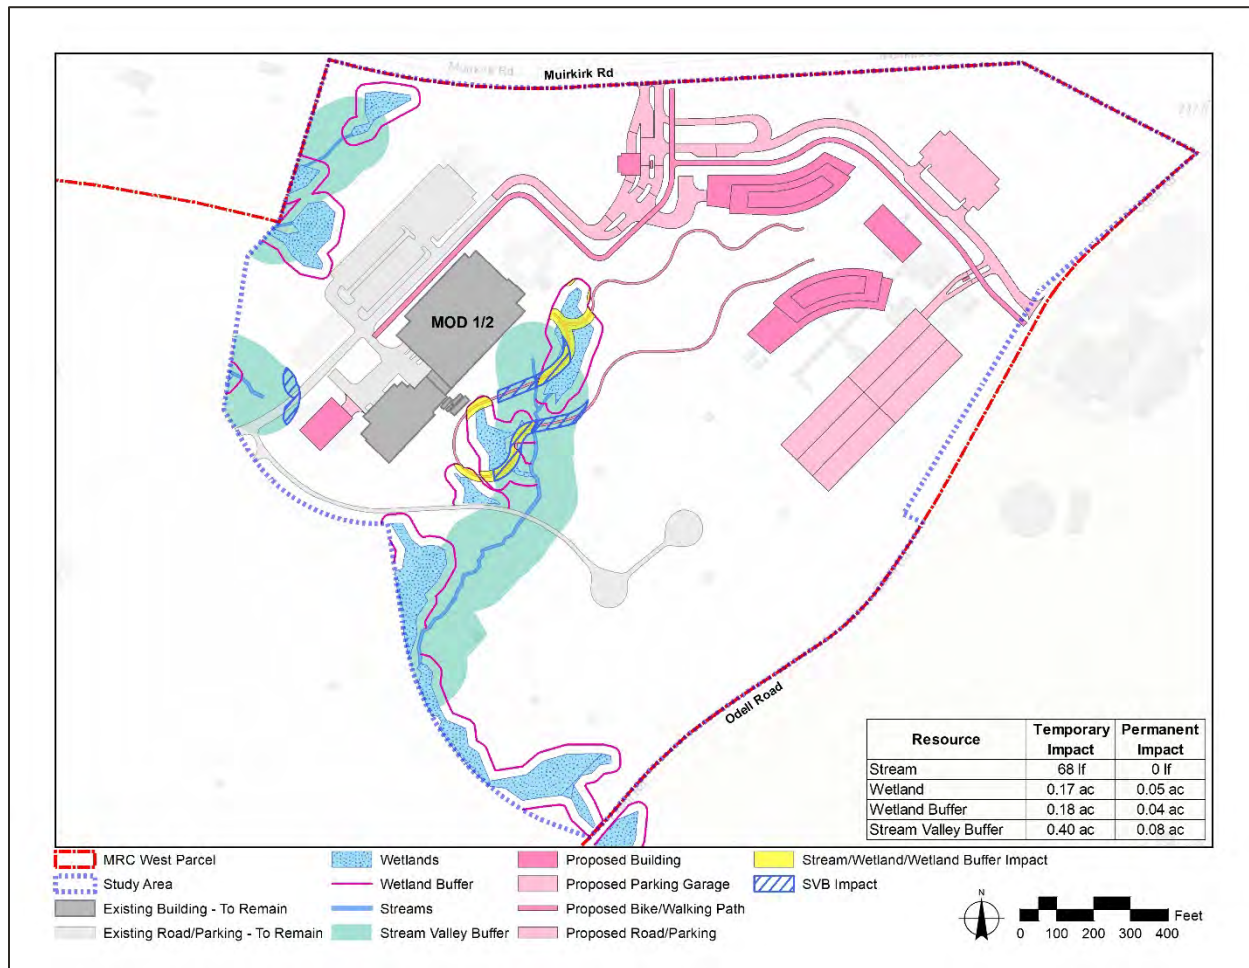 Muirkirk Rd
Muirkirk Rd
MOD 1/2
Odell Road
Resource Temporary Impact Permanent Impact
Stream 68 lf 0 lf
Wetland 0.17 ac 0.05 ac
Wetland Buffer 0.18 ac 0.04 ac
Stream Valley Buffer 0.40 ac 0.08 ac
MRC West Parcel
Study Area
Existing Building - To Remain
Existing Road/Parking - To Remain
Wetlands
Wetland Buffer
Streams
Stream Valley Buffer
Proposed Building
Proposed Parking Garage
Proposed Bike/Walking Path
Proposed Road/Parking
Stream/Wetland/Wetland Buffer Impact
SVB Impact
N
Feet
0 100 200 300 400